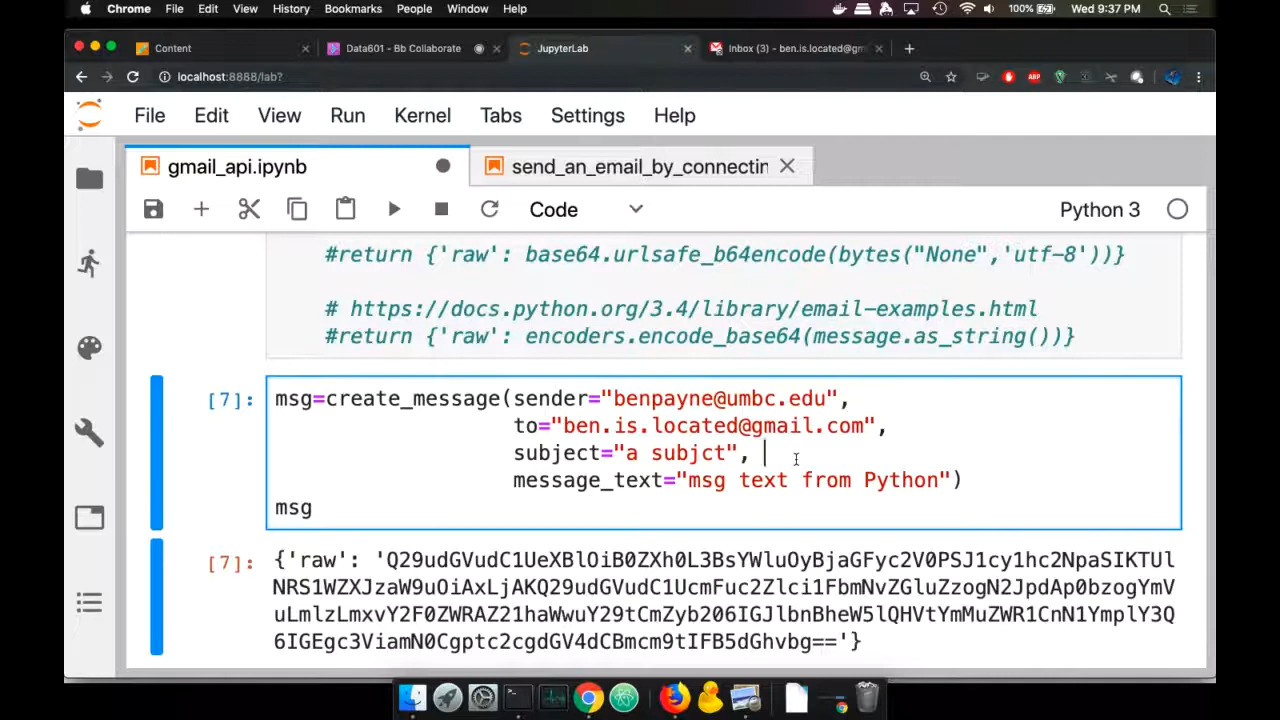 Chrome File Edit View History Bookmarks People Window Help 100% Wed 9:37 PM
Content Data601 - Bb Collaborate JupyterLab Inbox (3) - ben.is.located@gm
localhost:8888/lab?
File Edit View Run Kernel Tabs Settings Help
gmail_api.ipynb send_an_email_by_connectin
Code Python 3
#return {'raw': base64.urlsafe_b64encode(bytes("None",'utf-8'))}
# https://docs.python.org/3.4/library/email-examples.html
#return {'raw': encoders.encode_base64(message.as_string())}
[7]: msg=create_message(sender="benpayne@umbc.edu",
to="ben.is.located@gmail.com",
subject="a subjct",
message_text="msg text from Python")
msg
[7]: {'raw': 'Q29udGVudC1UeXBlOiB0ZXh0L3BsYWluOyBjaGFyc2V0PSJ1cy1hc2NpaSIKTUl
NRS1WZXJzaW9uOiAxLjAKQ29udGVudC1UcmFuc2Zlci1FbmNvZGluZzogN2JpdAp0bzogYmV
uLmlzLmxvY2F0ZWRAZ21haWwuY29tCmZyb206IGJlbnBheW5lQHVtYmMuZWR1CnN1YmplY3Q
6IGEgc3ViamN0Cgptc2cgdGV4dCBmcm9tIFB5dGhvbg=='}